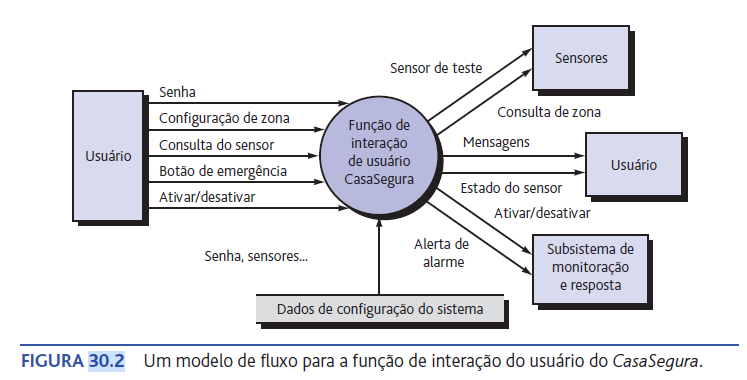 Usuário
Senha
Configuração de zona
Consulta do sensor
Botão de emergência
Ativar/desativar
Função de
interação
de usuário
CasaSegura
Sensor de teste
Sensores
Consulta de zona
Mensagens
Estado do sensor
Usuário
Ativar/desativar
Alerta de
alarme
Subsistema de
monitoração
e resposta
Senha, sensores...
Dados de configuração do sistema
FIGURA 30.2 Um modelo de fluxo para a função de interação do usuário do CasaSegura.